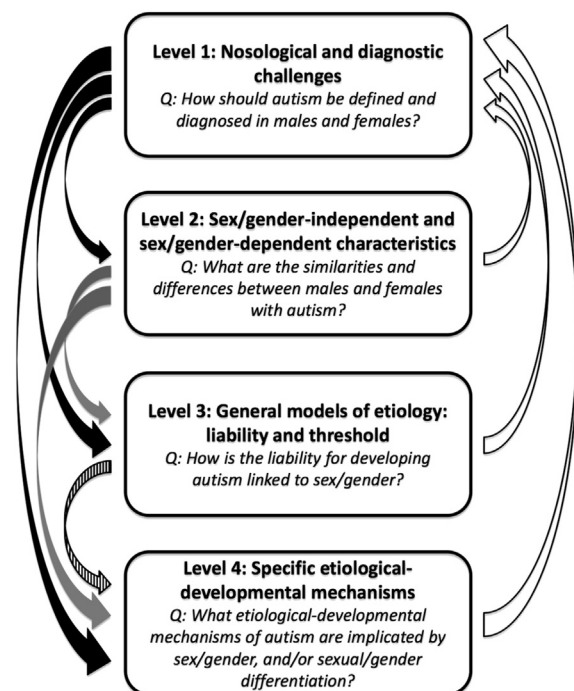 Level 1: Nosological and diagnostic
challenges
Q: How should autism be defined and
diagnosed in males and females?
Level 2: Sex/gender-independent and
sex/gender-dependent characteristics
Q: What are the similarities and
differences between males and females
with autism?
Level 3: General models of etiology:
liability and threshold
Q: How is the liability for developing
autism linked to sex/gender?
Level 4: Specific etiological-
developmental mechanisms
Q: What etiological-developmental
mechanisms of autism are implicated by
sex/gender, and/or sexual/gender
differentiation?